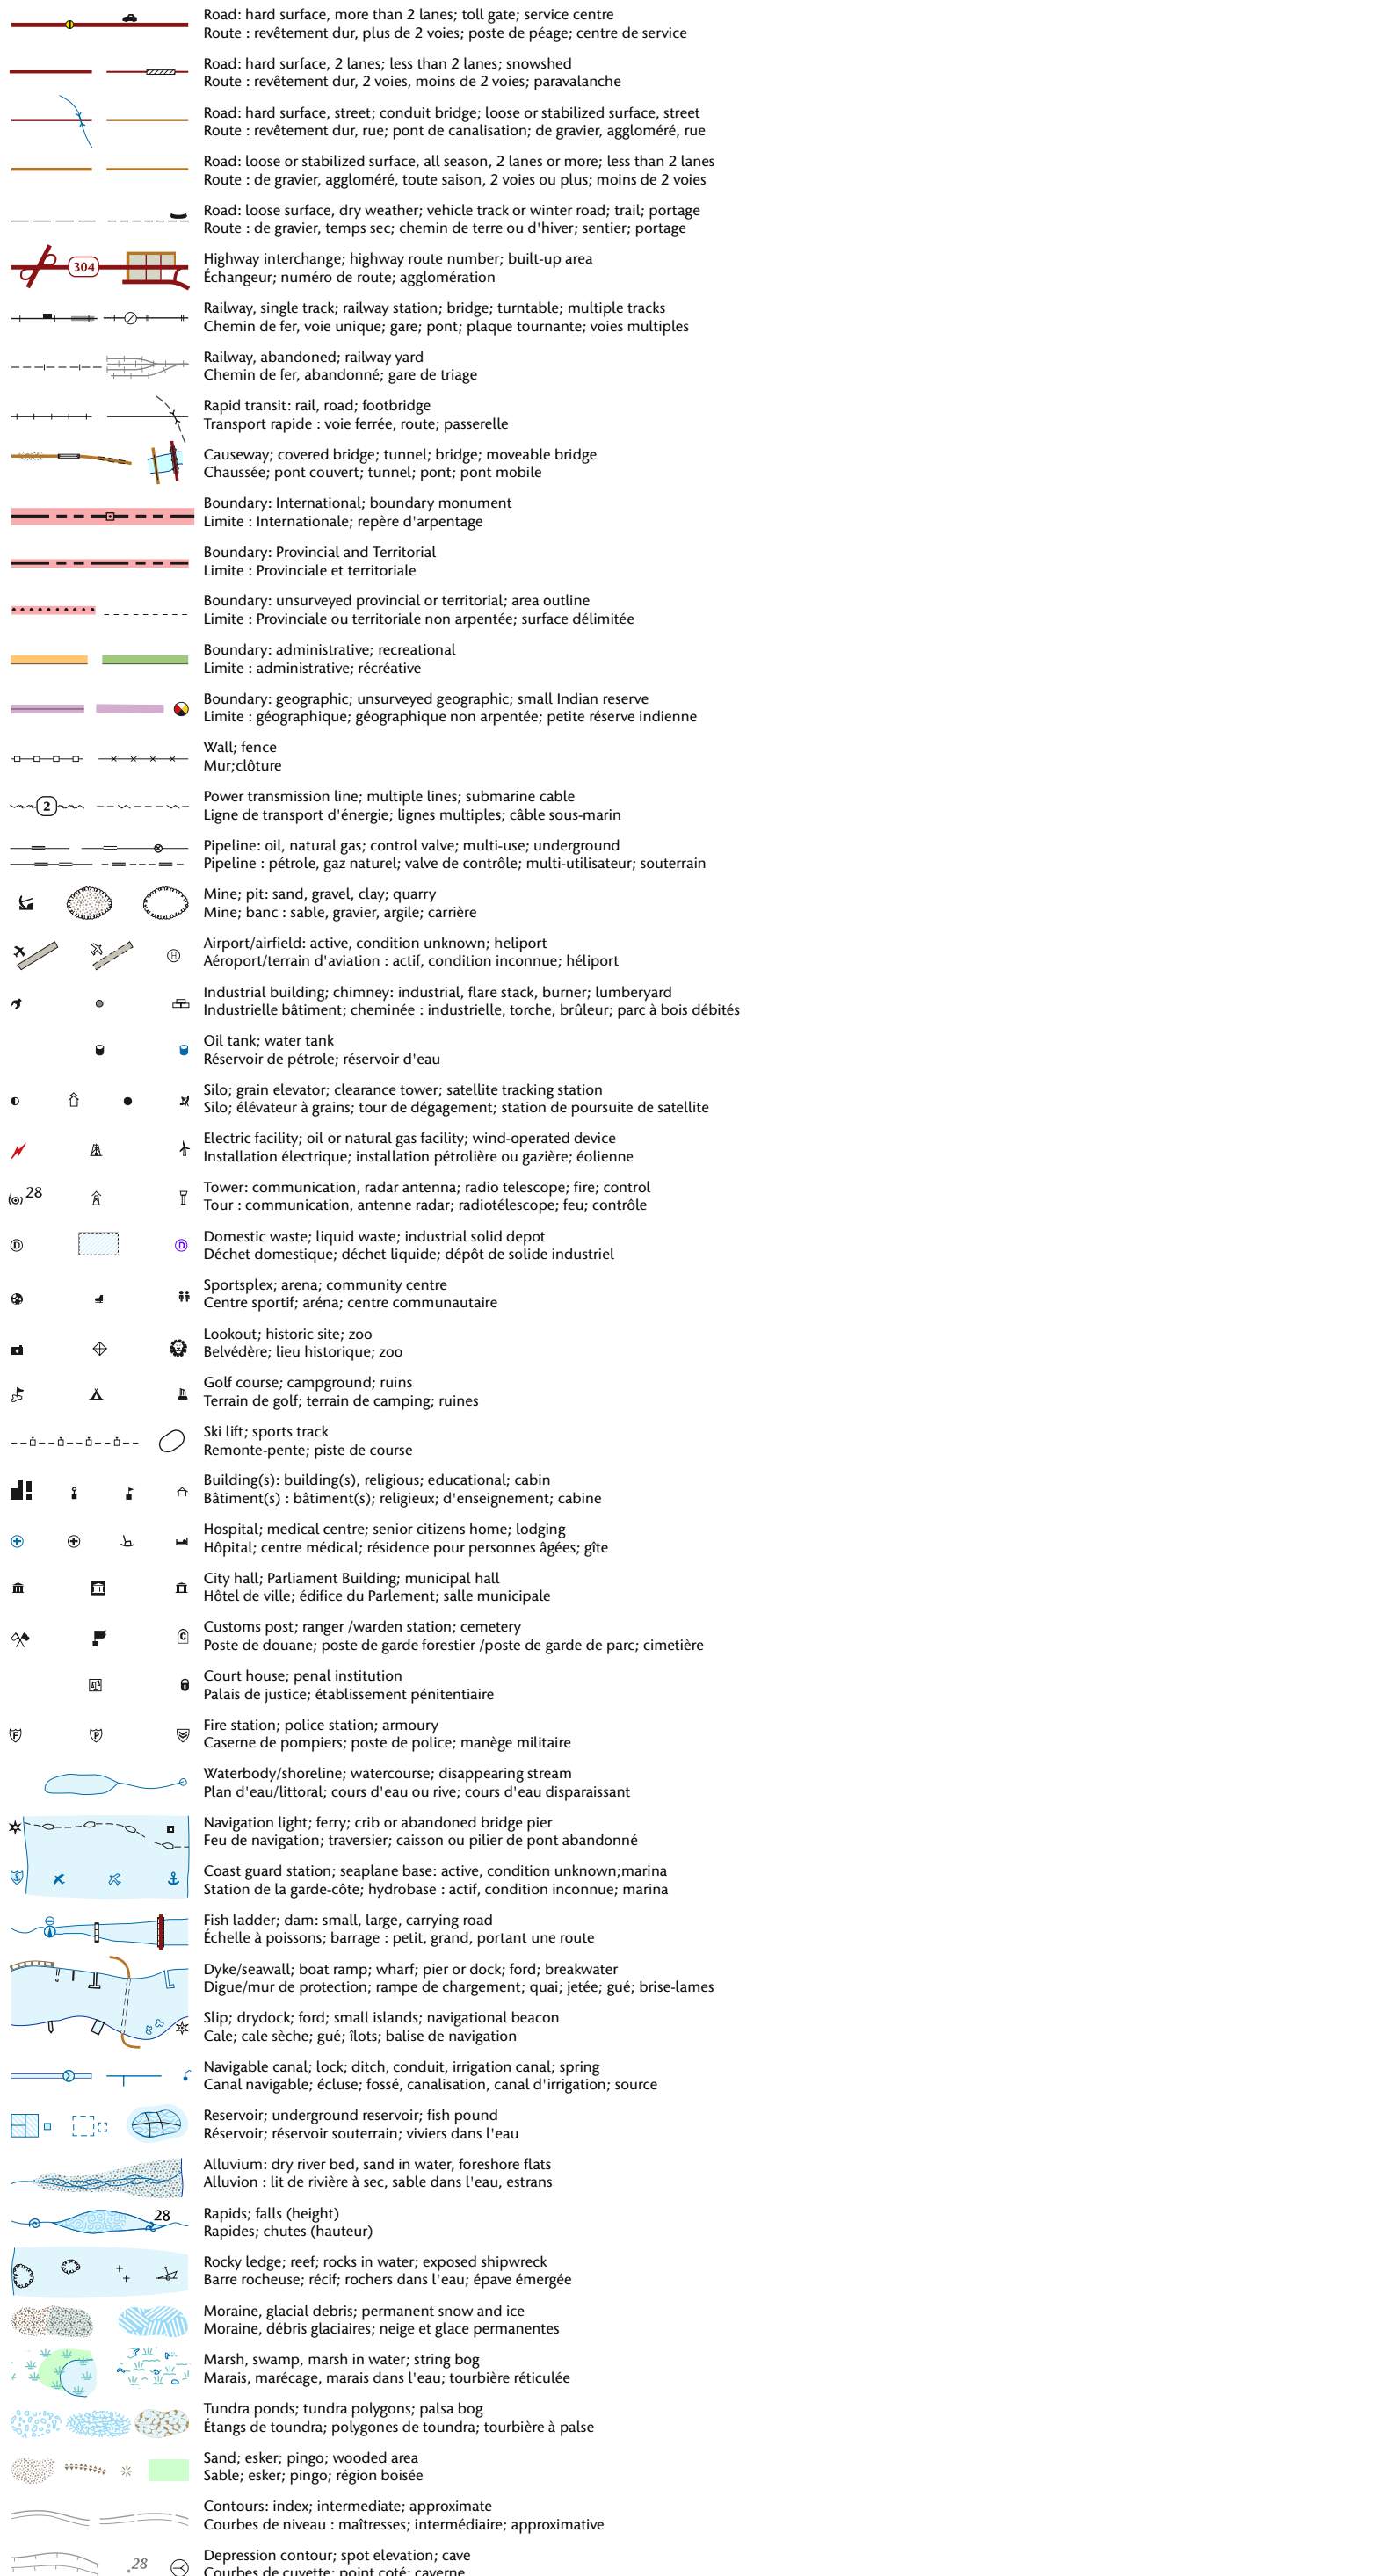 Road: hard surface, more than 2 lanes; toll gate; service centre
Route : revêtement dur, plus de 2 voies; poste de péage; centre de service
Road: hard surface, 2 lanes; less than 2 lanes; snowshed
Route : revêtement dur, 2 voies, moins de 2 voies; paravalanche
Road: hard surface, street; conduit bridge; loose or stabilized surface, street
Route : revêtement dur, rue; pont de canalisation; de gravier, aggloméré, rue
Road: loose or stabilized surface, all season, 2 lanes or more; less than 2 lanes
Route : de gravier, aggloméré, toute saison, 2 voies ou plus; moins de 2 voies
Road: loose surface, dry weather; vehicle track or winter road; trail; portage
Route : de gravier, temps sec; chemin de terre ou d'hiver; sentier; portage
304
Highway interchange; highway route number; built-up area
Échangeur; numéro de route; agglomération
Railway, single track; railway station; bridge; turntable; multiple tracks
Chemin de fer, voie unique; gare; pont; plaque tournante; voies multiples
Railway, abandoned; railway yard
Chemin de fer, abandonné; gare de triage
Rapid transit: rail, road; footbridge
Transport rapide : voie ferrée, route; passerelle
Causeway; covered bridge; tunnel; bridge; moveable bridge
Chaussée; pont couvert; tunnel; pont; pont mobile
Boundary: International; boundary monument
Limite : Internationale; repère d'arpentage
Boundary: Provincial and Territorial
Limite : Provinciale et territoriale
Boundary: unsurveyed provincial or territorial; area outline
Limite : Provinciale ou territoriale non arpentée; surface délimitée
Boundary: administrative; recreational
Limite : administrative; récréative
Boundary: geographic; unsurveyed geographic; small Indian reserve
Limite : géographique; géographique non arpentée; petite réserve indienne
Wall; fence
Mur;clôture
2
Power transmission line; multiple lines; submarine cable
Ligne de transport d'énergie; lignes multiples; câble sous-marin
Pipeline: oil, natural gas; control valve; multi-use; underground
Pipeline : pétrole, gaz naturel; valve de contrôle; multi-utilisateur; souterrain
Mine; pit: sand, gravel, clay; quarry
Mine; banc : sable, gravier, argile; carrière
H
Airport/airfield: active, condition unknown; heliport
Aéroport/terrain d'aviation : actif, condition inconnue; héliport
Industrial building; chimney: industrial, flare stack, burner; lumberyard
Industrielle bâtiment; cheminée : industrielle, torche, brûleur; parc à bois débités
Oil tank; water tank
Réservoir de pétrole; réservoir d'eau
Silo; grain elevator; clearance tower; satellite tracking station
Silo; élévateur à grains; tour de dégagement; station de poursuite de satellite
Electric facility; oil or natural gas facility; wind-operated device
Installation électrique; installation pétrolière ou gazière; éolienne
28
Tower: communication, radar antenna; radio telescope; fire; control
Tour : communication, antenne radar; radiotélescope; feu; contrôle
D D
Domestic waste; liquid waste; industrial solid depot
Déchet domestique; déchet liquide; dépôt de solide industriel
Sportsplex; arena; community centre
Centre sportif; aréna; centre communautaire
Lookout; historic site; zoo
Belvédère; lieu historique; zoo
Golf course; campground; ruins
Terrain de golf; terrain de camping; ruines
Ski lift; sports track
Remonte-pente; piste de course
Building(s): building(s), religious; educational; cabin
Bâtiment(s) : bâtiment(s); religieux; d'enseignement; cabine
Hospital; medical centre; senior citizens home; lodging
Hôpital; centre médical; résidence pour personnes âgées; gîte
City hall; Parliament Building; municipal hall
Hôtel de ville; édifice du Parlement; salle municipale
C
Customs post; ranger /warden station; cemetery
Poste de douane; poste de garde forestier /poste de garde de parc; cimetière
Court house; penal institution
Palais de justice; établissement pénitentiaire
F P
Fire station; police station; armoury
Caserne de pompiers; poste de police; manège militaire
Waterbody/shoreline; watercourse; disappearing stream
Plan d'eau/littoral; cours d'eau ou rive; cours d'eau disparaissant
Navigation light; ferry; crib or abandoned bridge pier
Feu de navigation; traversier; caisson ou pilier de pont abandonné
Coast guard station; seaplane base: active, condition unknown;marina
Station de la garde-côte; hydrobase : actif, condition inconnue; marina
Fish ladder; dam: small, large, carrying road
Échelle à poissons; barrage : petit, grand, portant une route
Dyke/seawall; boat ramp; wharf; pier or dock; ford; breakwater
Digue/mur de protection; rampe de chargement; quai; jetée; gué; brise-lames
Slip; drydock; ford; small islands; navigational beacon
Cale; cale sèche; gué; îlots; balise de navigation
Navigable canal; lock; ditch, conduit, irrigation canal; spring
Canal navigable; écluse; fossé, canalisation, canal d'irrigation; source
Reservoir; underground reservoir; fish pound
Réservoir; réservoir souterrain; viviers dans l'eau
Alluvium: dry river bed, sand in water, foreshore flats
Alluvion : lit de rivière à sec, sable dans l'eau, estrans
28
Rapids; falls (height)
Rapides; chutes (hauteur)
Rocky ledge; reef; rocks in water; exposed shipwreck
Barre rocheuse; récif; rochers dans l'eau; épave émergée
Moraine, glacial debris; permanent snow and ice
Moraine, débris glaciaires; neige et glace permanentes
Marsh, swamp, marsh in water; string bog
Marais, marécage, marais dans l'eau; tourbière réticulée
Tundra ponds; tundra polygons; palsa bog
Étangs de toundra; polygones de toundra; tourbière à palse
Sand; esker; pingo; wooded area
Sable; esker; pingo; région boisée
Contours: index; intermediate; approximate
Courbes de niveau : maîtresses; intermédiaire; approximative
.28
Depression contour; spot elevation; cave
Courbes de cuvette; point coté; caverne